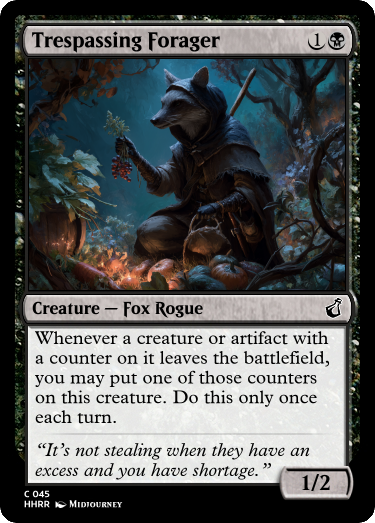 Trespassing Forager 1
Creature — Fox Rogue
Whenever a creature or artifact with
a counter on it leaves the battlefield,
you may put one of those counters
on this creature. Do this only once
each turn.
“It’s not stealing when they have an
excess and you have shortage.”
1/2
C 045
HHRR Midjourney